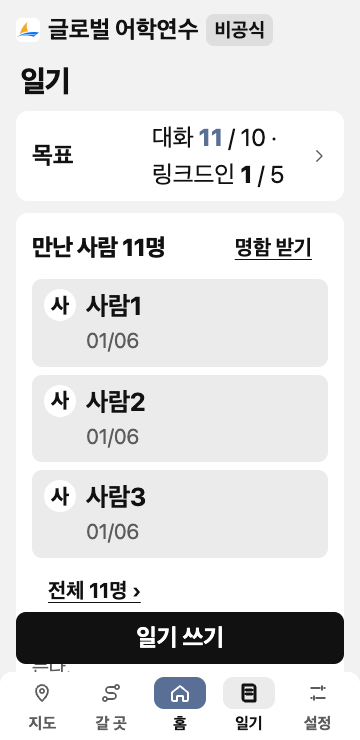 글로벌 어학연수 비공식
일기
목표
대화 11 / 10 ·
링크드인 1 / 5
만난 사람 11명 명함 받기
사 사람1
01/06
사 사람2
01/06
사 사람3
01/06
전체 11명 ›
일기 쓰기
지도 갈 곳 홈 일기 설정